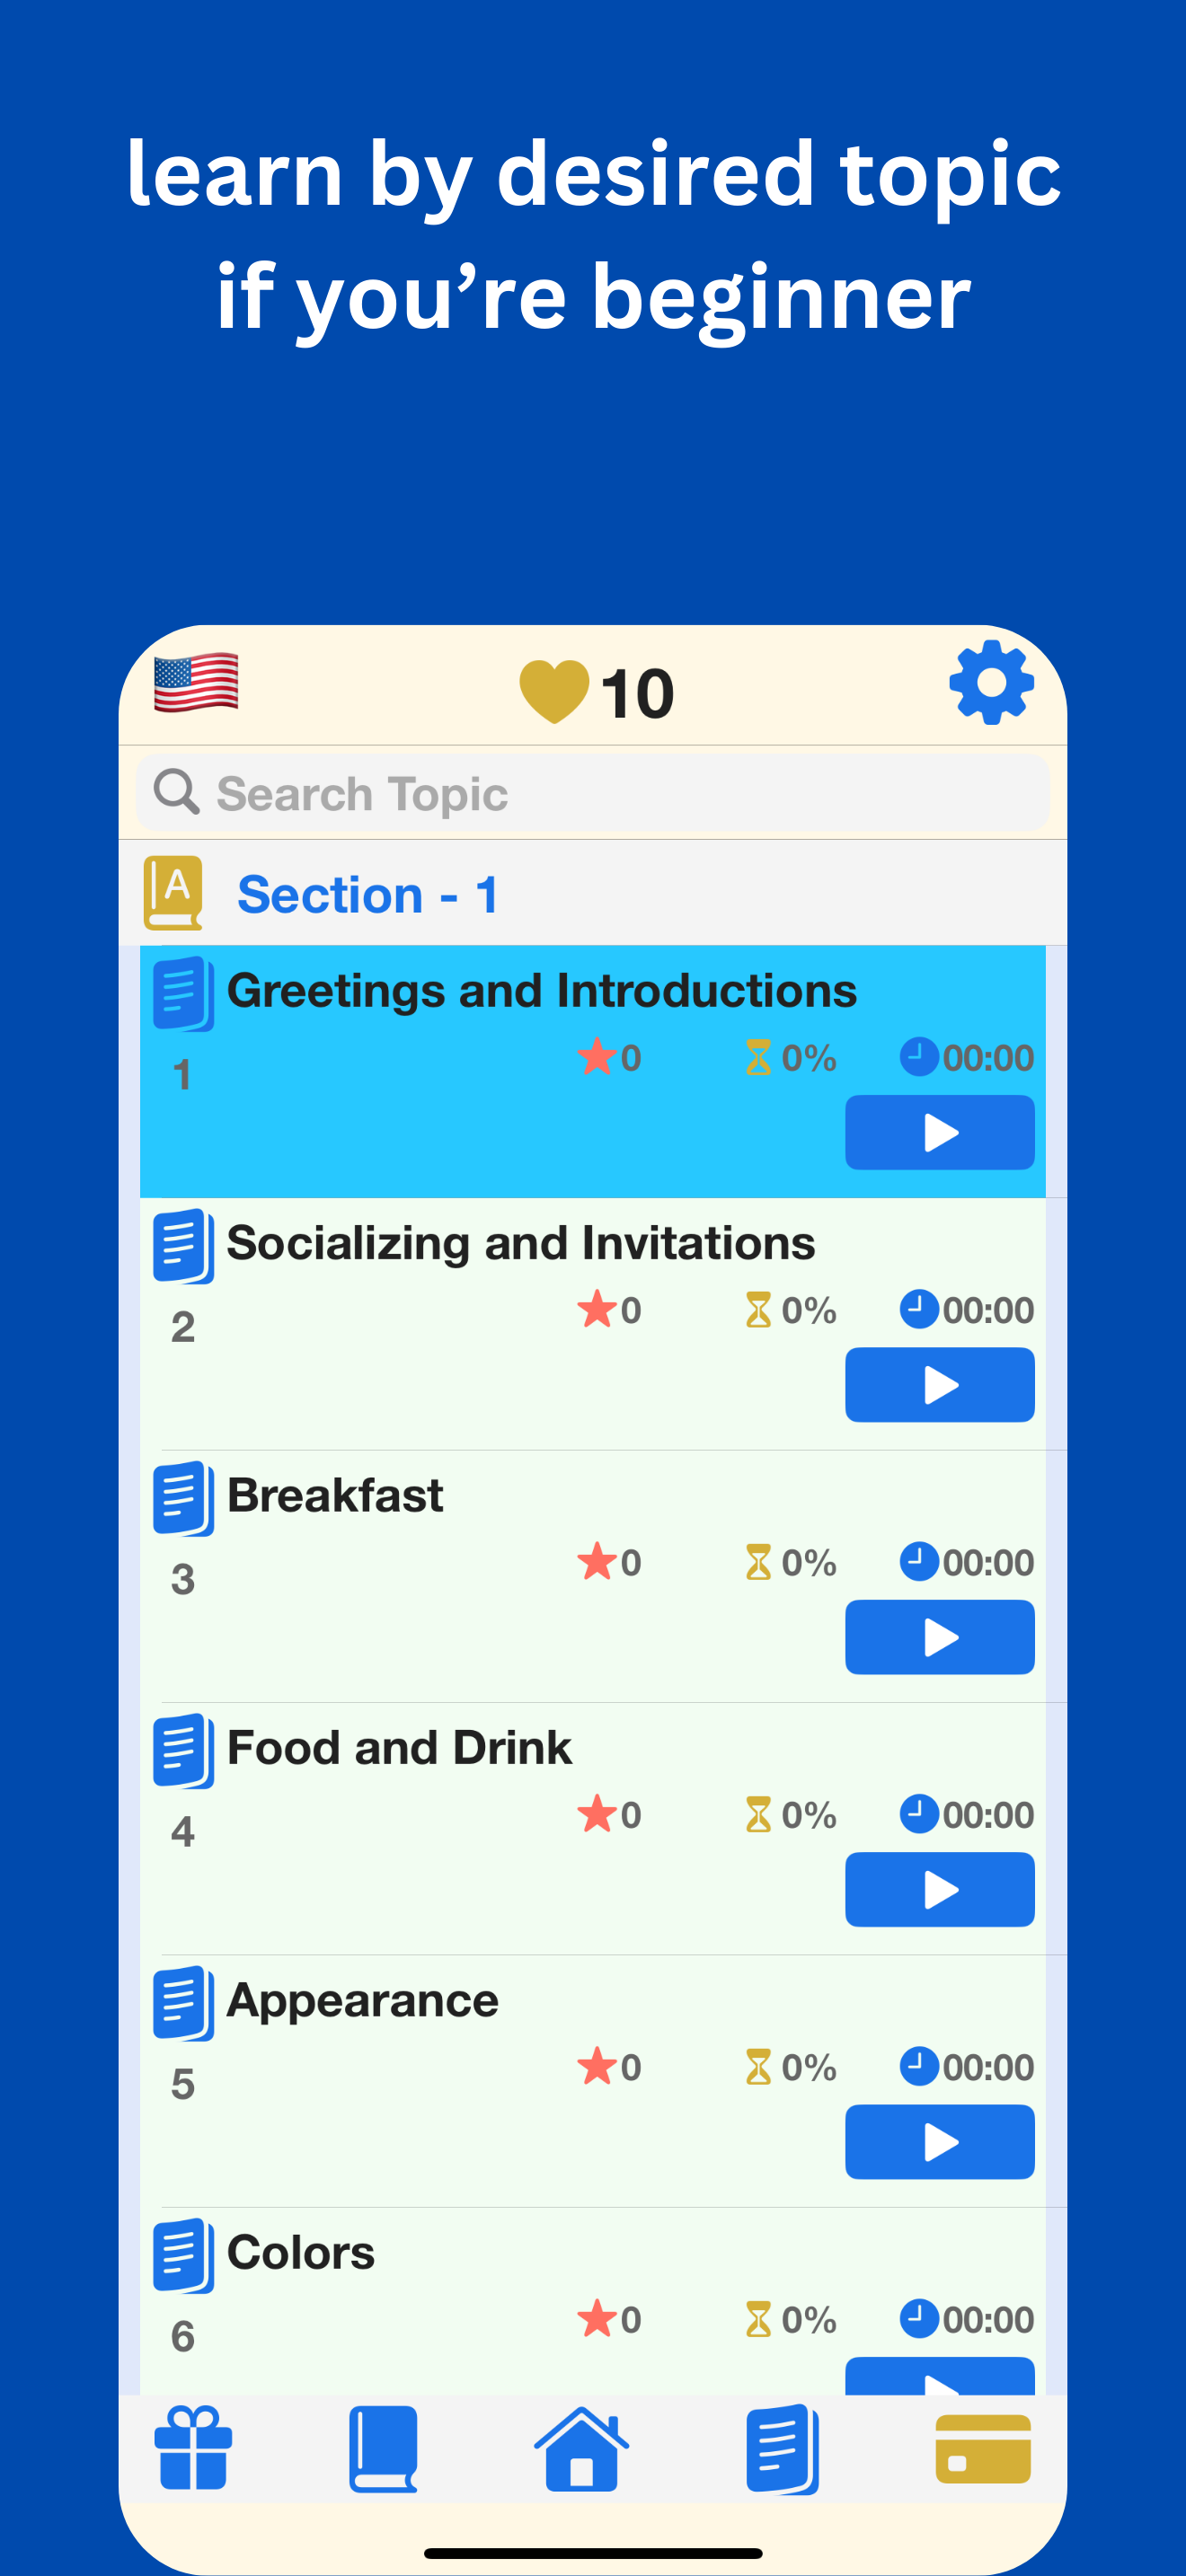 learn by desired topic
if you’re beginner
10
Search Topic
A
Section - 1
Greetings and Introductions
1
0
0%
00:00
Socializing and Invitations
2
0
0%
00:00
Breakfast
3
0
0%
00:00
Food and Drink
4
0
0%
00:00
Appearance
5
0
0%
00:00
Colors
6
0
0%
00:00